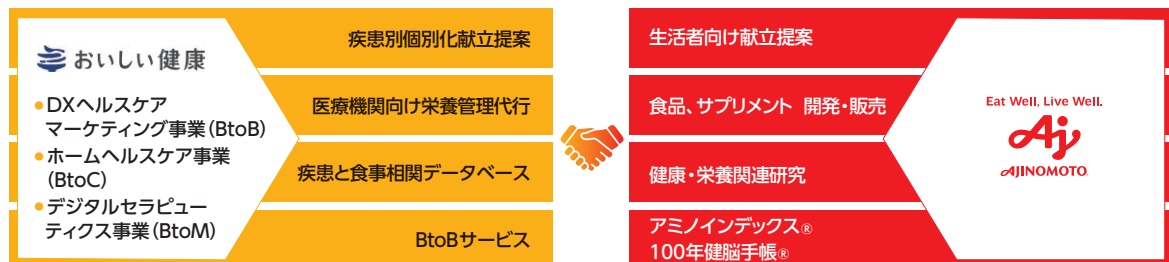 おいしい健康
●DXヘルスケア
マーケティング事業(BtoB)
●ホームヘルスケア事業
(BtoC)
●デジタルセラピュー
ティクス事業(BtoM)
疾患別個別化献立提案
医療機関向け栄養管理代行
疾患と食事相関データベース
BtoBサービス
生活者向け献立提案
食品、サプリメント 開発・販売
健康・栄養関連研究
アミノインデックス®
100年健脳手帳®
Eat Well, Live Well.
Aj
AJINOMOTO